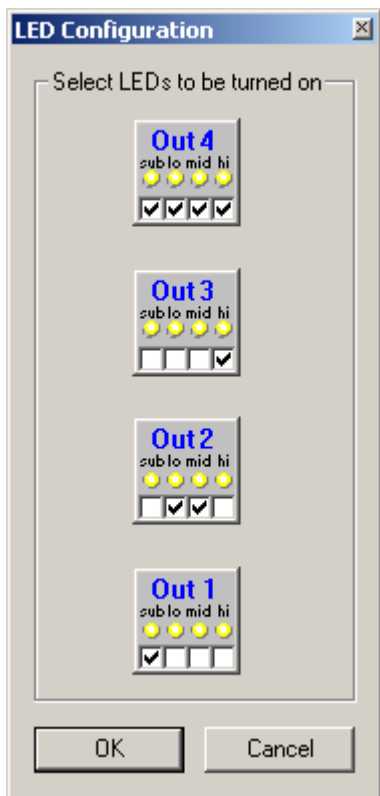 LED Configuration
Select LEDs to be turned on
Out 4
sub lo mid hi
Out 3
sub lo mid hi
Out 2
sub lo mid hi
Out 1
sub lo mid hi
OK Cancel